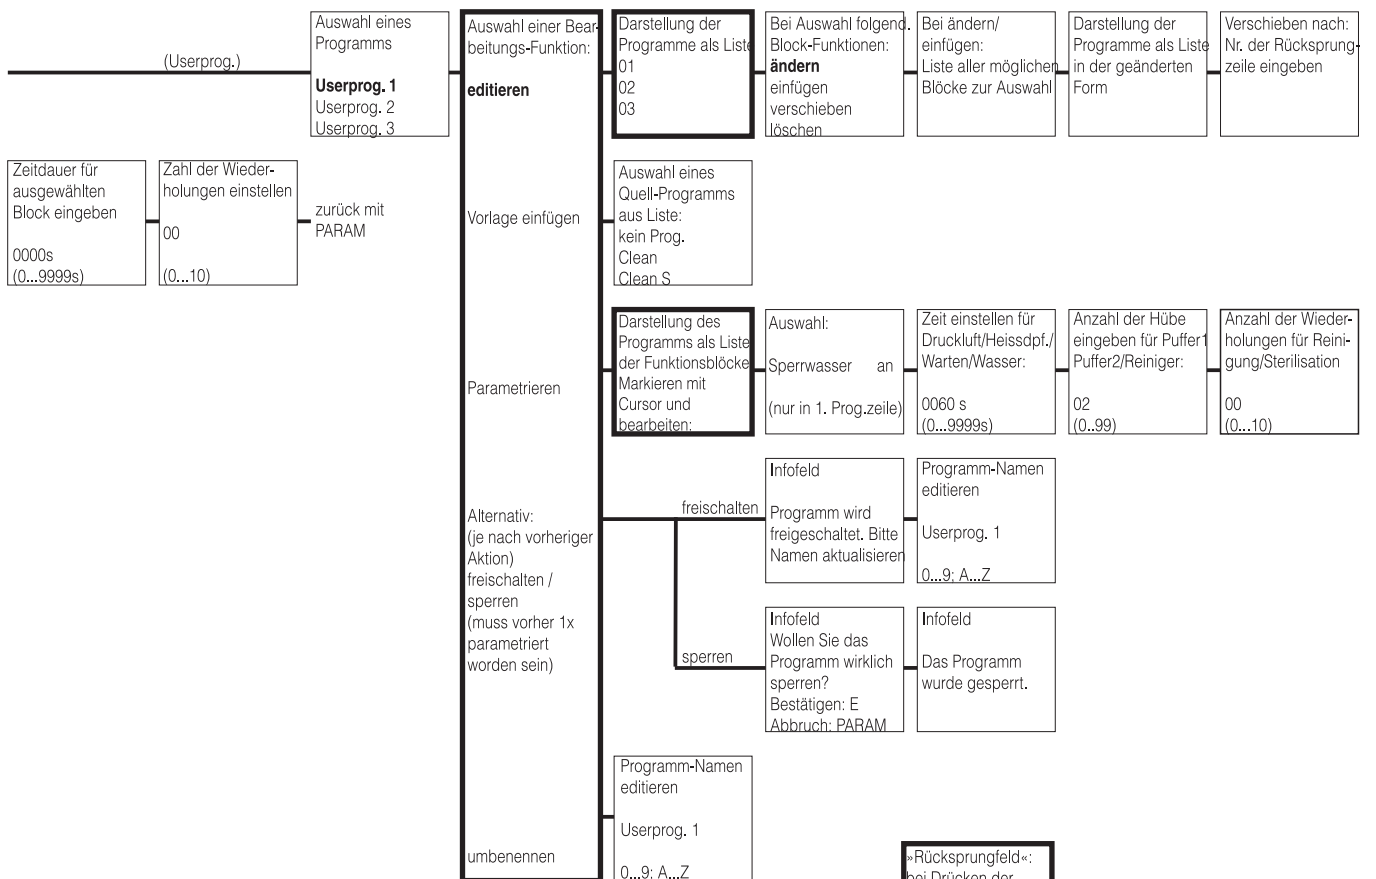 (Userprog.)
Auswahl eines
Programms
Userprog. 1
Userprog. 2
Userprog. 3
Auswahl einer Bear-
beitungs-Funktion:
editieren
Darstellung der
Programme als Liste
01
02
03
Bei Auswahl folgend.
Block-Funktionen:
ändern
einfügen
verschieben
löschen
Bei ändern/
einfügen:
Liste aller möglichen
Blöcke zur Auswahl
Darstellung der
Programme als Liste
in der geänderten
Form
Verschieben nach:
Nr. der Rücksprung-
zeile eingeben
Zeitdauer für
ausgewählten
Block eingeben
0000s
(0...9999s)
Zahl der Wieder-
holungen einstellen
00
(0...10)
zurück mit
PARAM
Vorlage einfügen
Auswahl eines
Quell-Programms
aus Liste:
kein Prog.
Clean
Clean S
Parametrieren
Darstellung des
Programms als Liste
der Funktionsblöcke
Markieren mit
Cursor und
bearbeiten:
Auswahl:
Sperrwasser an
(nur in 1. Prog.zeile)
Zeit einstellen für
Druckluft/Heissdpf./
Warten/Wasser:
0060 s
(0...9999s)
Anzahl der Hübe
eingeben für Puffer1
Puffer2/Reiniger:
02
(0..99)
Anzahl der Wieder-
holungen für Reini-
gung/Sterilisation
00
(0...10)
Alternativ:
(je nach vorheriger
Aktion)
freischalten /
sperren
(muss vorher 1x
parametriert
worden sein)
freischalten
Infofeld
Programm wird
freigeschaltet. Bitte
Namen aktualisieren
Programm-Namen
editieren
Userprog. 1
0...9; A...Z
sperren
Infofeld
Wollen Sie das
Programm wirklich
sperren?
Bestätigen: E
Abbruch: PARAM
Infofeld
Das Programm
wurde gesperrt.
umbenennen
Programm-Namen
editieren
Userprog. 1
0...9; A...Z
»Rücksprungfeld«:
bei Drücken der